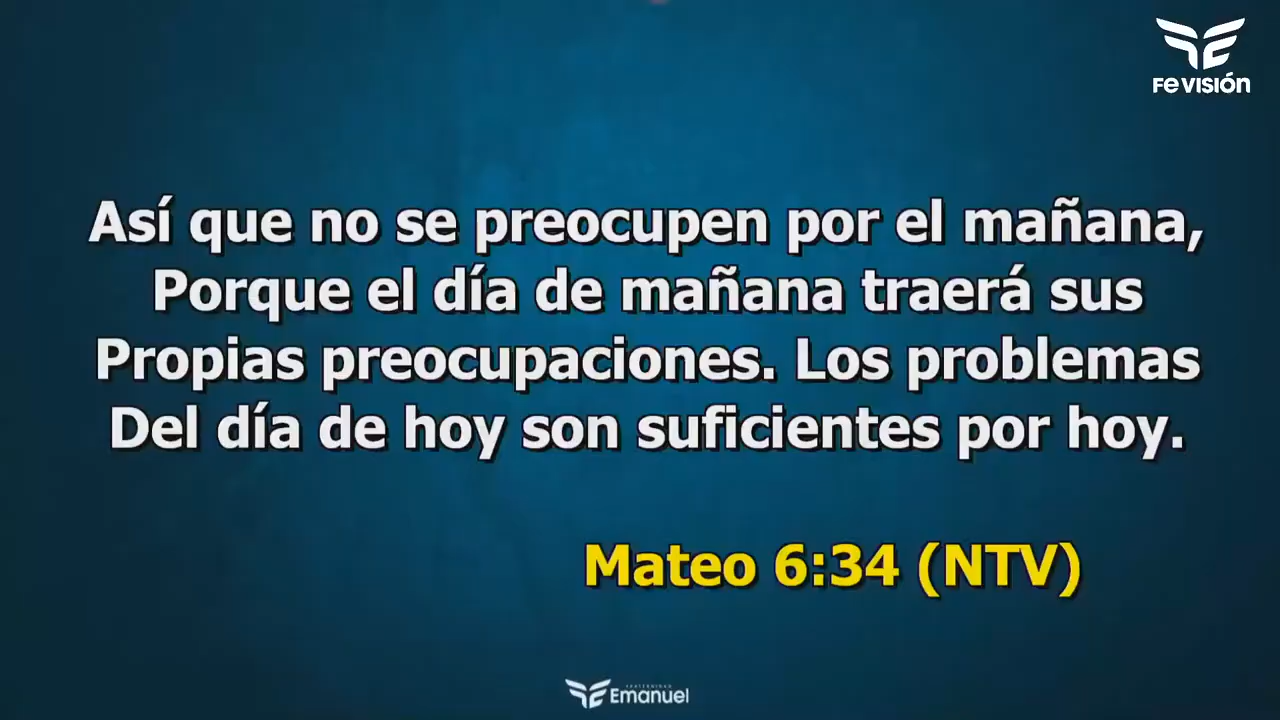 FE VISIÓN
Así que no se preocupen por el mañana,
Porque el día de mañana traerá sus
Propias preocupaciones. Los problemas
Del día de hoy son suficientes por hoy.
Mateo 6:34 (NTV)
Emanuel